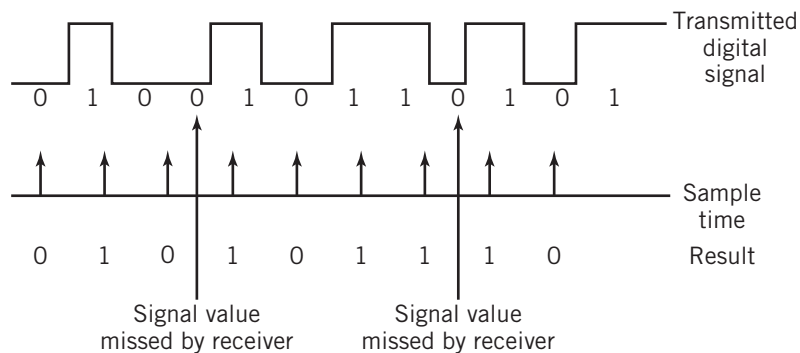 Transmitted
digital
signal
0 1 0 0 1 0 1 1 0 1 0 1
Sample
time
0 1 0 1 0 1 1 1 0 Result
Signal value
missed by receiver
Signal value
missed by receiver